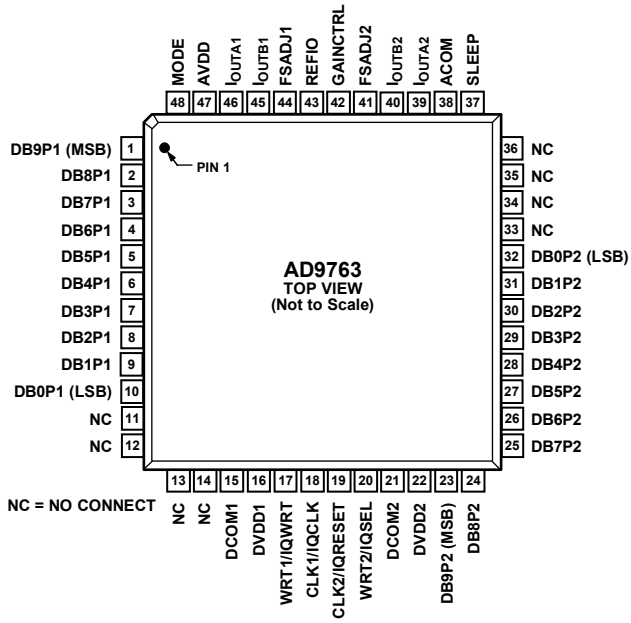 MODE
AVDD
IOUTA1
IOUTB1
FSADJ1
REFIO
GAINCTRL
FSADJ2
IOUTB2
IOUTA2
ACOM
SLEEP
48 47 46 45 44 43 42 41 40 39 38 37
DB9P1 (MSB) 1
DB8P1 2
DB7P1 3
DB6P1 4
DB5P1 5
DB4P1 6
DB3P1 7
DB2P1 8
DB1P1 9
DB0P1 (LSB) 10
NC 11
NC 12
PIN 1
AD9763
TOP VIEW
(Not to Scale)
36 NC
35 NC
34 NC
33 NC
32 DB0P2 (LSB)
31 DB1P2
30 DB2P2
29 DB3P2
28 DB4P2
27 DB5P2
26 DB6P2
25 DB7P2
13 14 15 16 17 18 19 20 21 22 23 24
NC
NC
DCOM1
DVDD1
WRT1/IQWRT
CLK1/IQCLK
CLK2/IQRESET
WRT2/IQSEL
DCOM2
DVDD2
DB9P2 (MSB)
DB8P2
NC = NO CONNECT